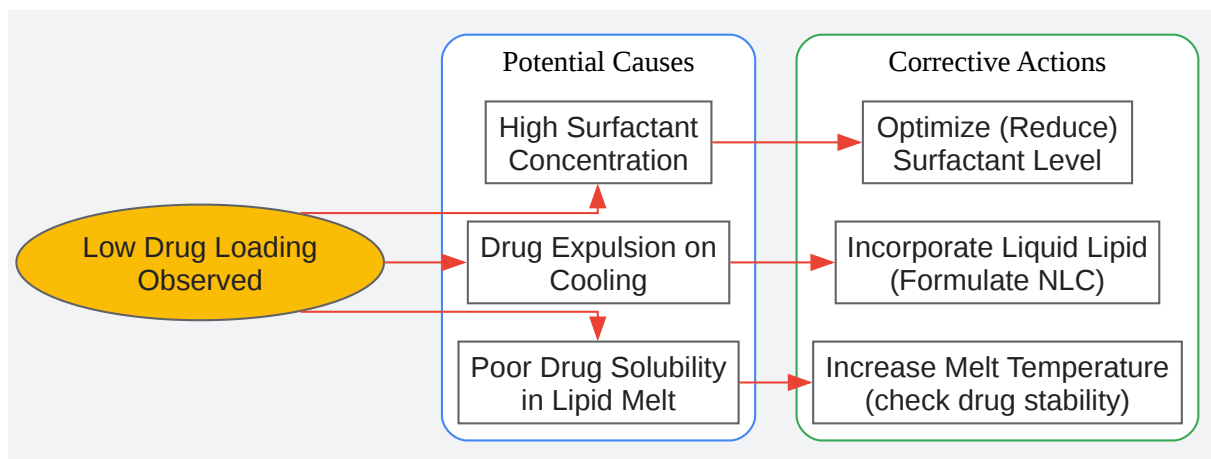 Potential Causes
Corrective Actions
High Surfactant
Concentration
Optimize (Reduce)
Surfactant Level
Low Drug Loading
Observed
Drug Expulsion on
Cooling
Incorporate Liquid Lipid
(Formulate NLC)
Poor Drug Solubility
in Lipid Melt
Increase Melt Temperature
(check drug stability)